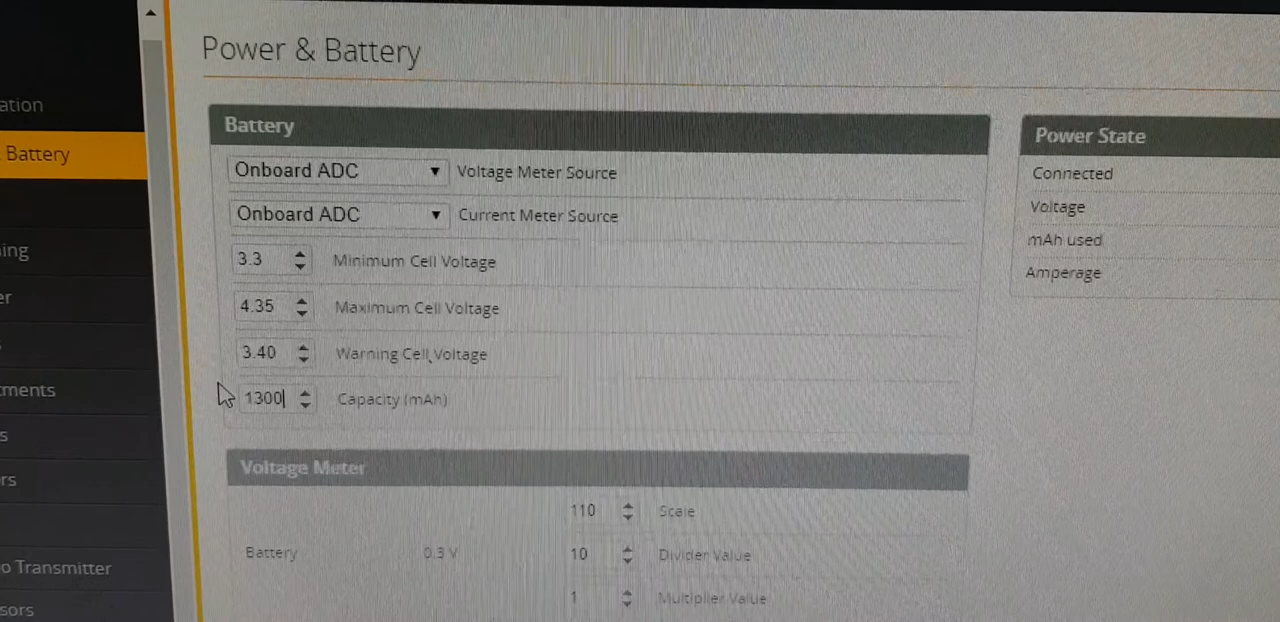 Power & Battery
ation
Battery
ning
er
s
ments
s
rs
o Transmitter
sors
Battery
Onboard ADC ▼ Voltage Meter Source
Onboard ADC ▼ Current Meter Source
3.3 Minimum Cell Voltage
4.35 Maximum Cell Voltage
3.40 Warning Cell Voltage
1300 Capacity (mAh)
Power State
Connected
Voltage
mAh used
Amperage
Voltage Meter
Battery 0.3 V
110 Scale
10 Divider Value
1 Multiplier Value